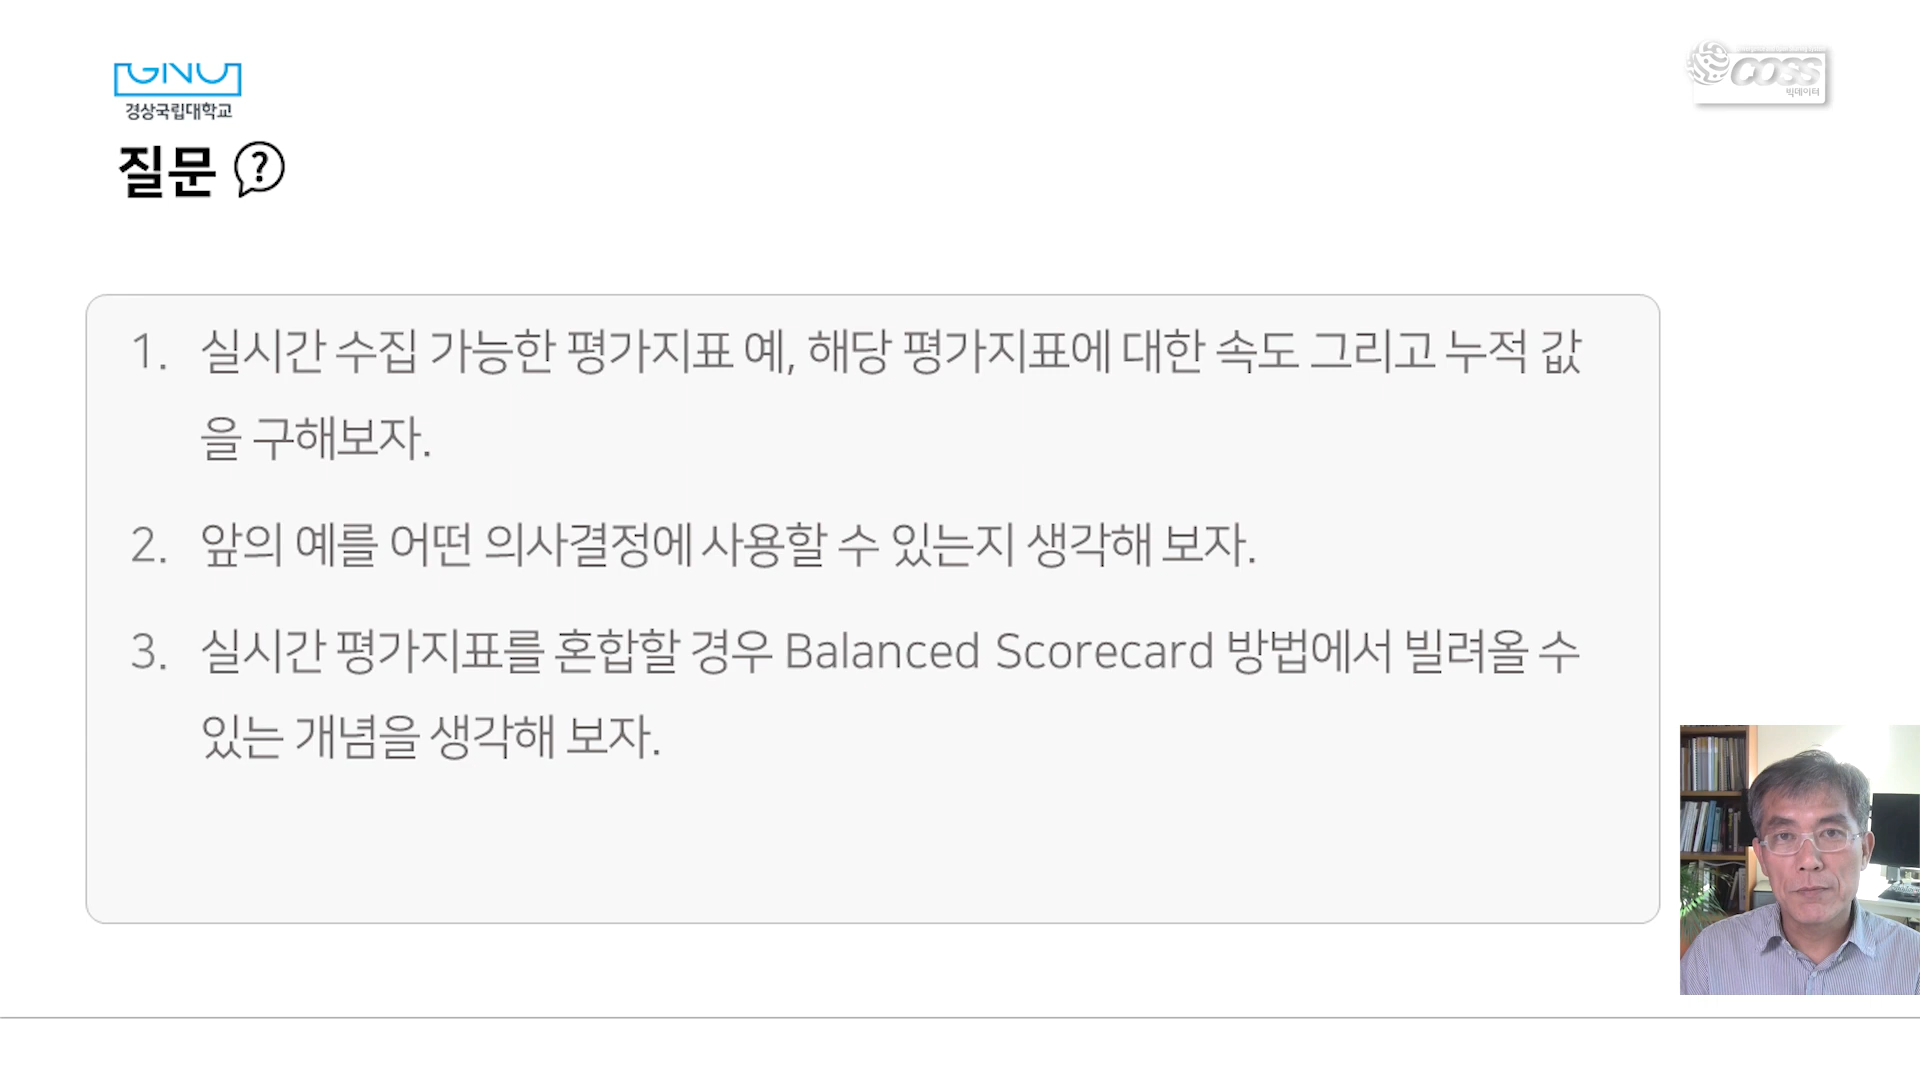 GNU
경상국립대학교
COSS
빅데이터
질문
1. 실시간 수집 가능한 평가지표 예, 해당 평가지표에 대한 속도 그리고 누적 값
을 구해보자.
2. 앞의 예를 어떤 의사결정에 사용할 수 있는지 생각해 보자.
3. 실시간 평가지표를 혼합할 경우 Balanced Scorecard 방법에서 빌려올 수
있는 개념을 생각해 보자.